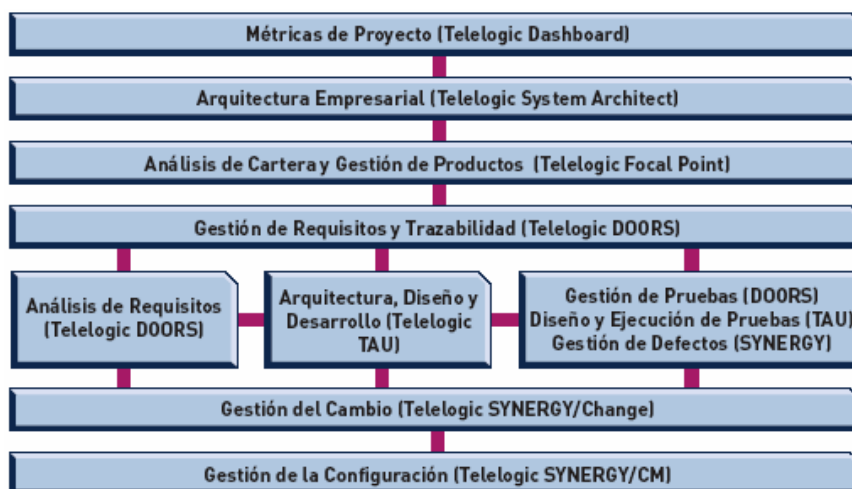 Métricas de Proyecto (Telelogic Dashboard)
Arquitectura Empresarial (Telelogic System Architect)
Análisis de Cartera y Gestión de Productos (Telelogic Focal Point)
Gestión de Requisitos y Trazabilidad (Telelogic DOORS)
Análisis de Requisitos
(Telelogic DOORS)
Arquitectura, Diseño y
Desarrollo (Telelogic
TAU)
Gestión de Pruebas (DOORS)
Diseño y Ejecución de Pruebas (TAU)
Gestión de Defectos (SYNERGY)
Gestión del Cambio (Telelogic SYNERGY/Change)
Gestión de la Configuración (Telelogic SYNERGY/CM)